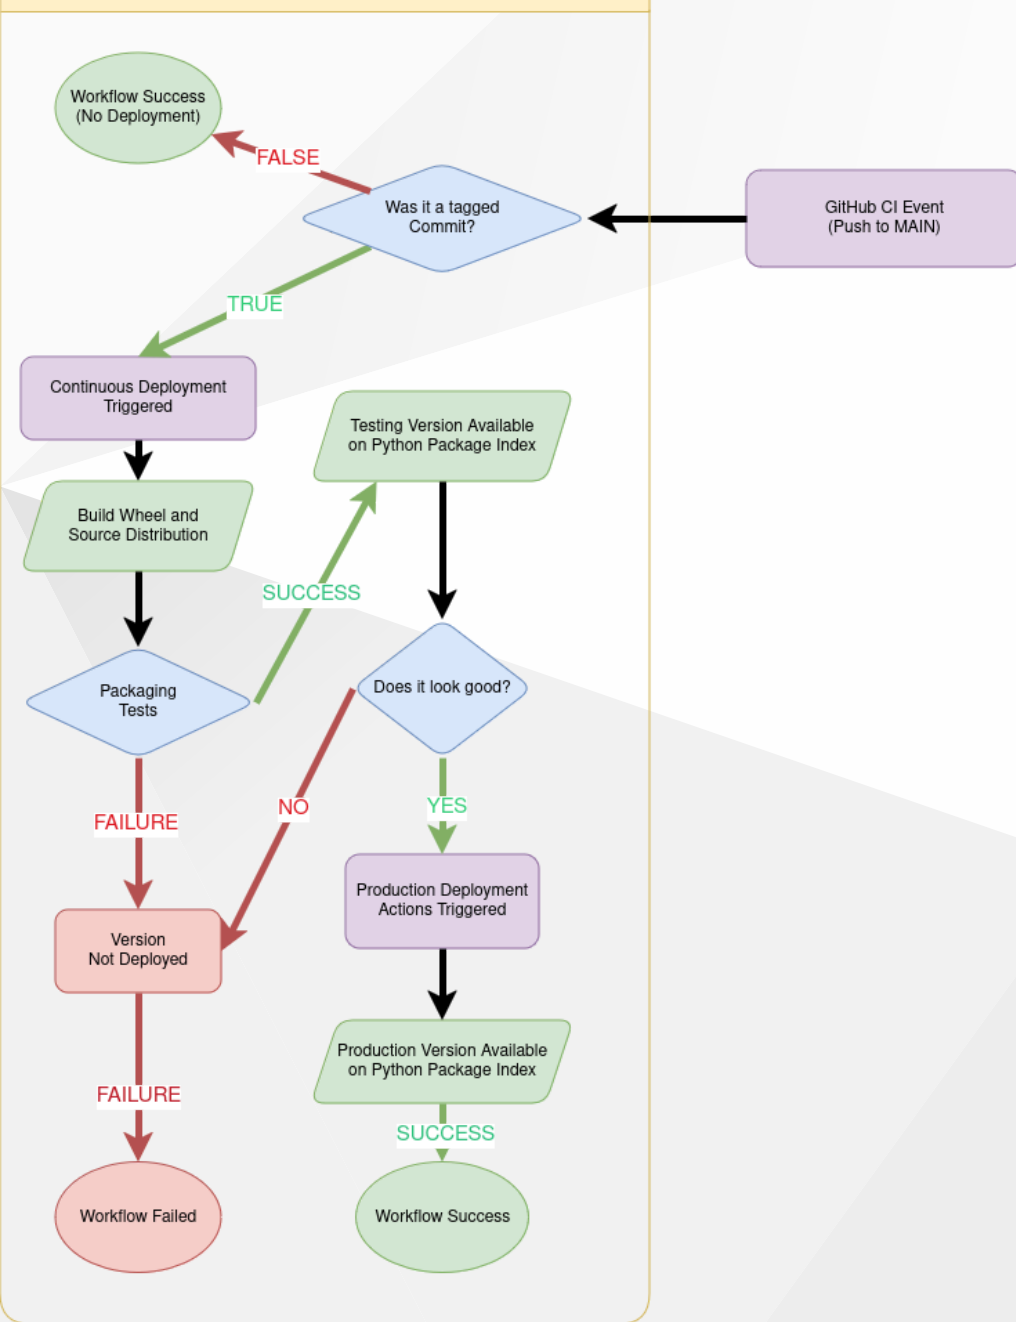 Workflow Success
(No Deployment)
FALSE
Was it a tagged
Commit?
GitHub CI Event
(Push to MAIN)
TRUE
Continuous Deployment
Triggered
Testing Version Available
on Python Package Index
Build Wheel and
Source Distribution
SUCCESS
Packaging
Tests
Does it look good?
FAILURE
NO
YES
Production Deployment
Actions Triggered
Version
Not Deployed
Production Version Available
on Python Package Index
FAILURE
SUCCESS
Workflow Failed
Workflow Success